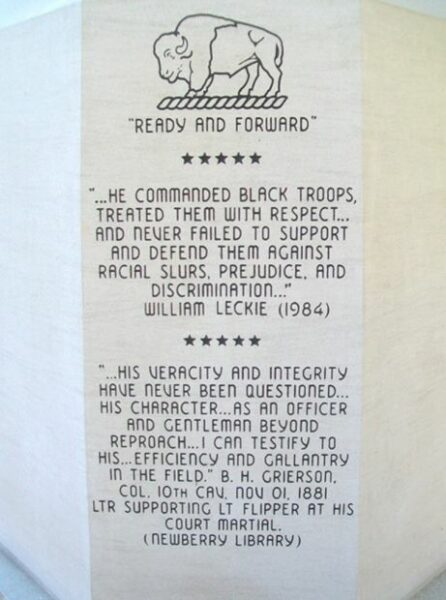 "READY AND FORWARD"
★★★★★
"...HE COMMANDED BLACK TROOPS,
TREATED THEM WITH RESPECT...
AND NEVER FAILED TO SUPPORT
AND DEFEND THEM AGAINST
RACIAL SLURS, PREJUDICE, AND
DISCRIMINATION..."
WILLIAM LECKIE (1984)
★★★★★
"...HIS VERACITY AND INTEGRITY
HAVE NEVER BEEN QUESTIONED...
HIS CHARACTER...AS AN OFFICER
AND GENTLEMAN BEYOND
REPROACH...I CAN TESTIFY TO
HIS...EFFICIENCY AND GALLANTRY
IN THE FIELD." B. H. GRIERSON,
COL. 10TH CAV. NOV 01, 1881
LTR SUPPORTING LT FLIPPER AT HIS
COURT MARTIAL.
(NEWBERRY LIBRARY)